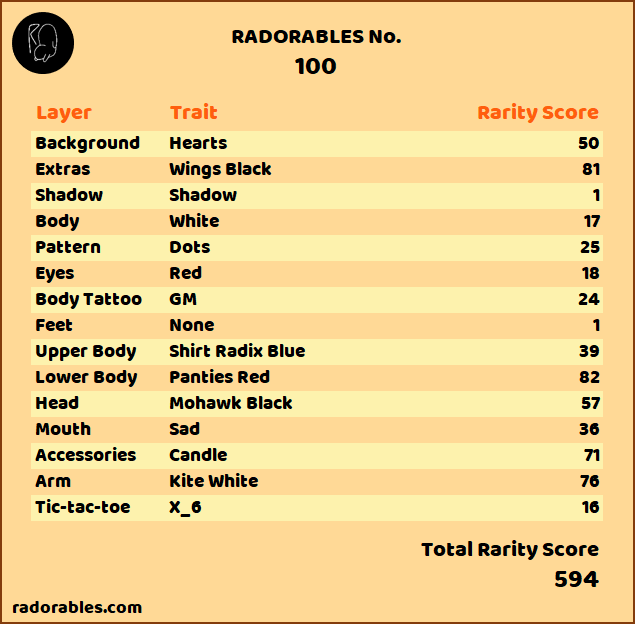 RADORABLES No.
100
Layer Trait Rarity Score
Background Hearts 50
Extras Wings Black 81
Shadow Shadow 1
Body White 17
Pattern Dots 25
Eyes Red 18
Body Tattoo GM 24
Feet None 1
Upper Body Shirt Radix Blue 39
Lower Body Panties Red 82
Head Mohawk Black 57
Mouth Sad 36
Accessories Candle 71
Arm Kite White 76
Tic-tac-toe X_6 16
Total Rarity Score
594
radorables.com